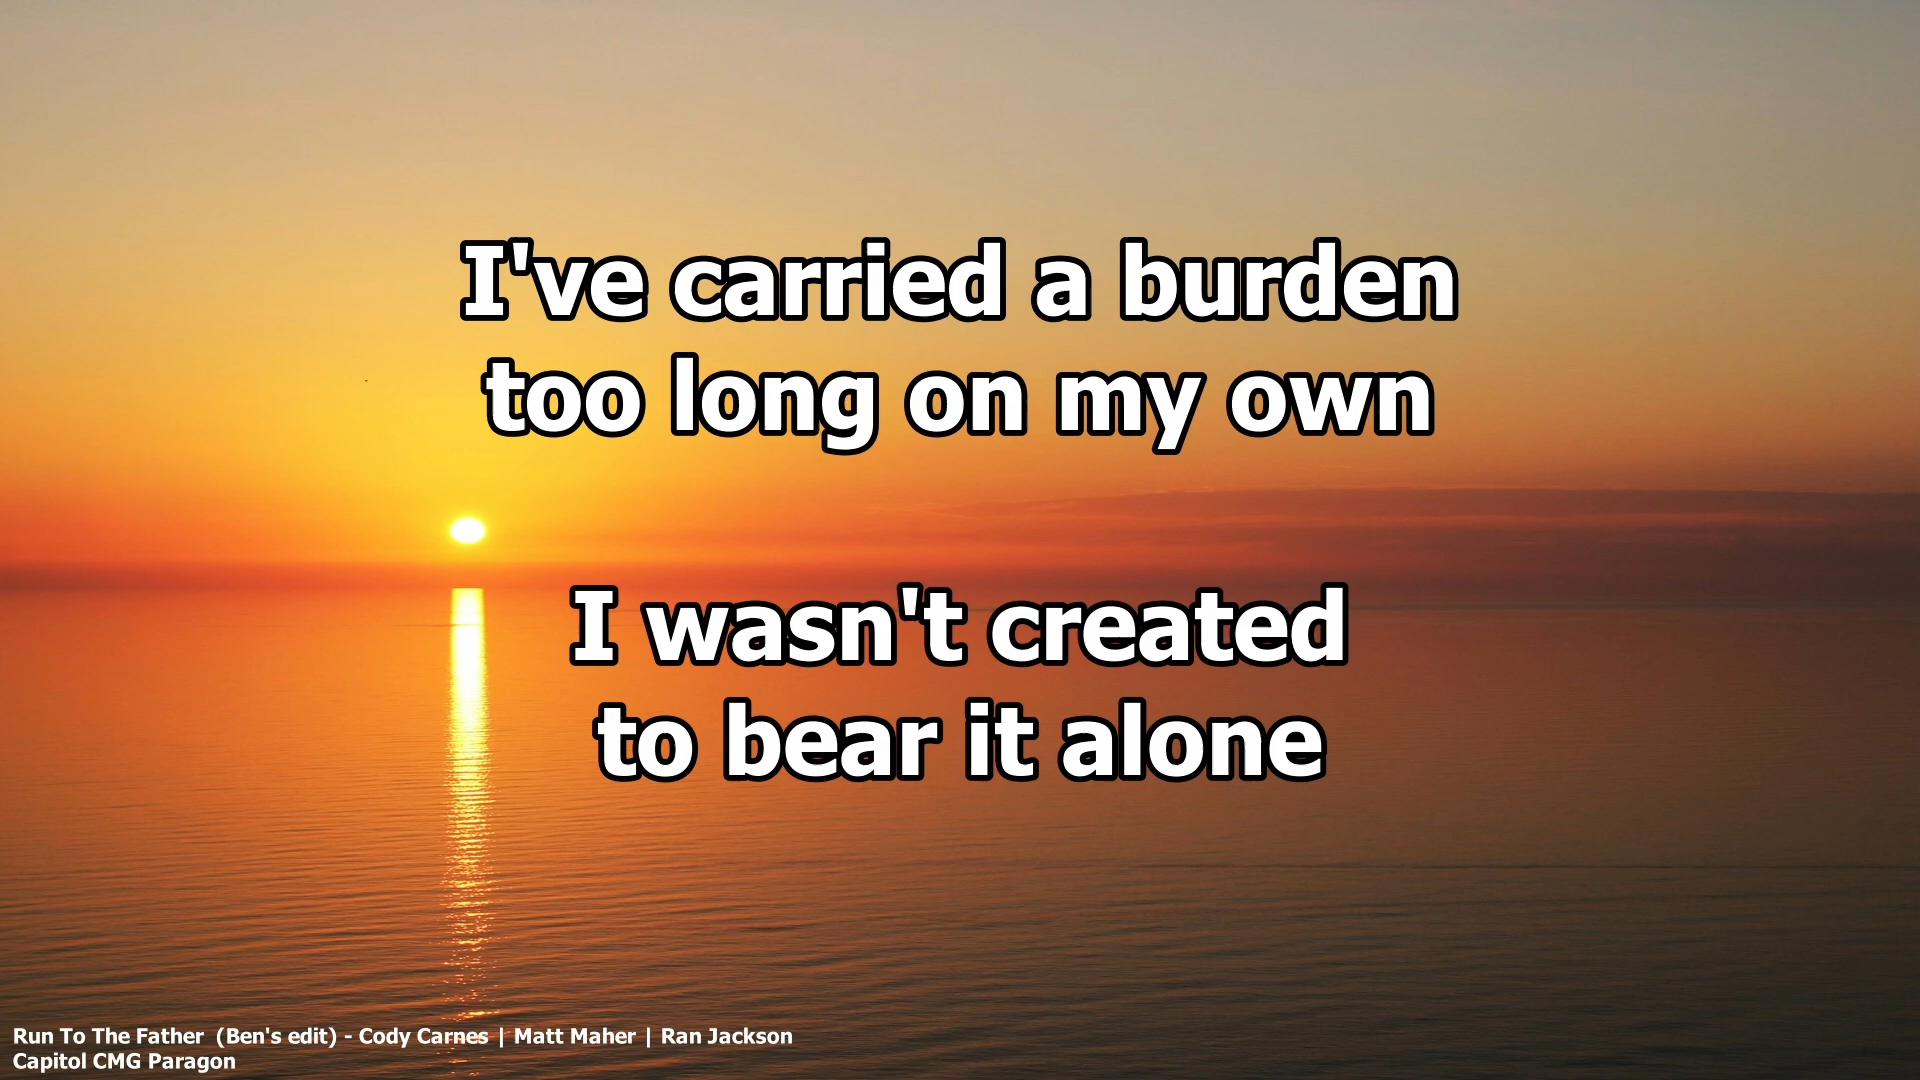 I've carried a burden
too long on my own
I wasn't created
to bear it alone
Run To The Father  (Ben's edit) - Cody Carnes | Matt Maher | Ran Jackson
Capitol CMG Paragon